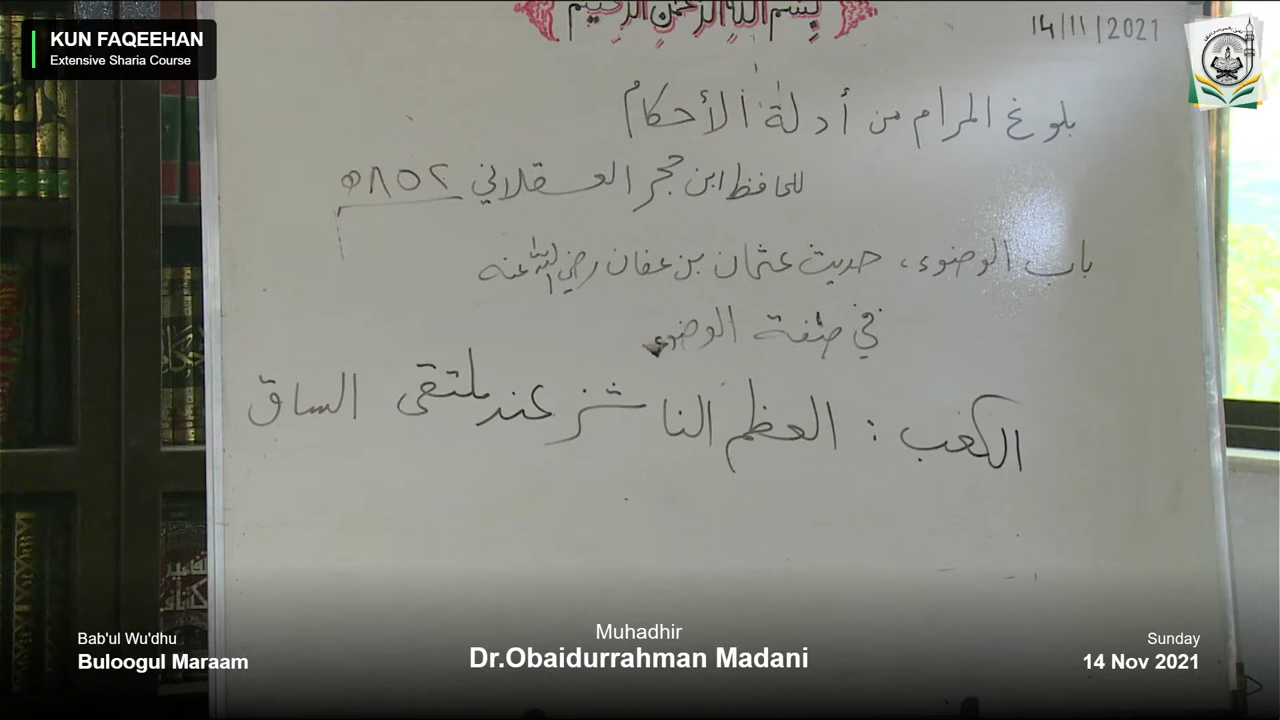 KUN FAQEEHAN
Extensive Sharia Course
بسم الله الرحمن الرحيم
14/11/2021
بلوغ المرام من أدلة الأحكام
للحافظ ابن حجر العسقلاني ٨٥٢ه
باب الوضوء، حديث عثمان بن عفان رضي الله عنه
في صفة الوضوء
الكعب : العظم الناشز عند ملتقى الساق
Bab'ul Wu'dhu
Buloogul Maraam
Muhadhir
Dr.Obaidurrahman Madani
Sunday
14 Nov 2021